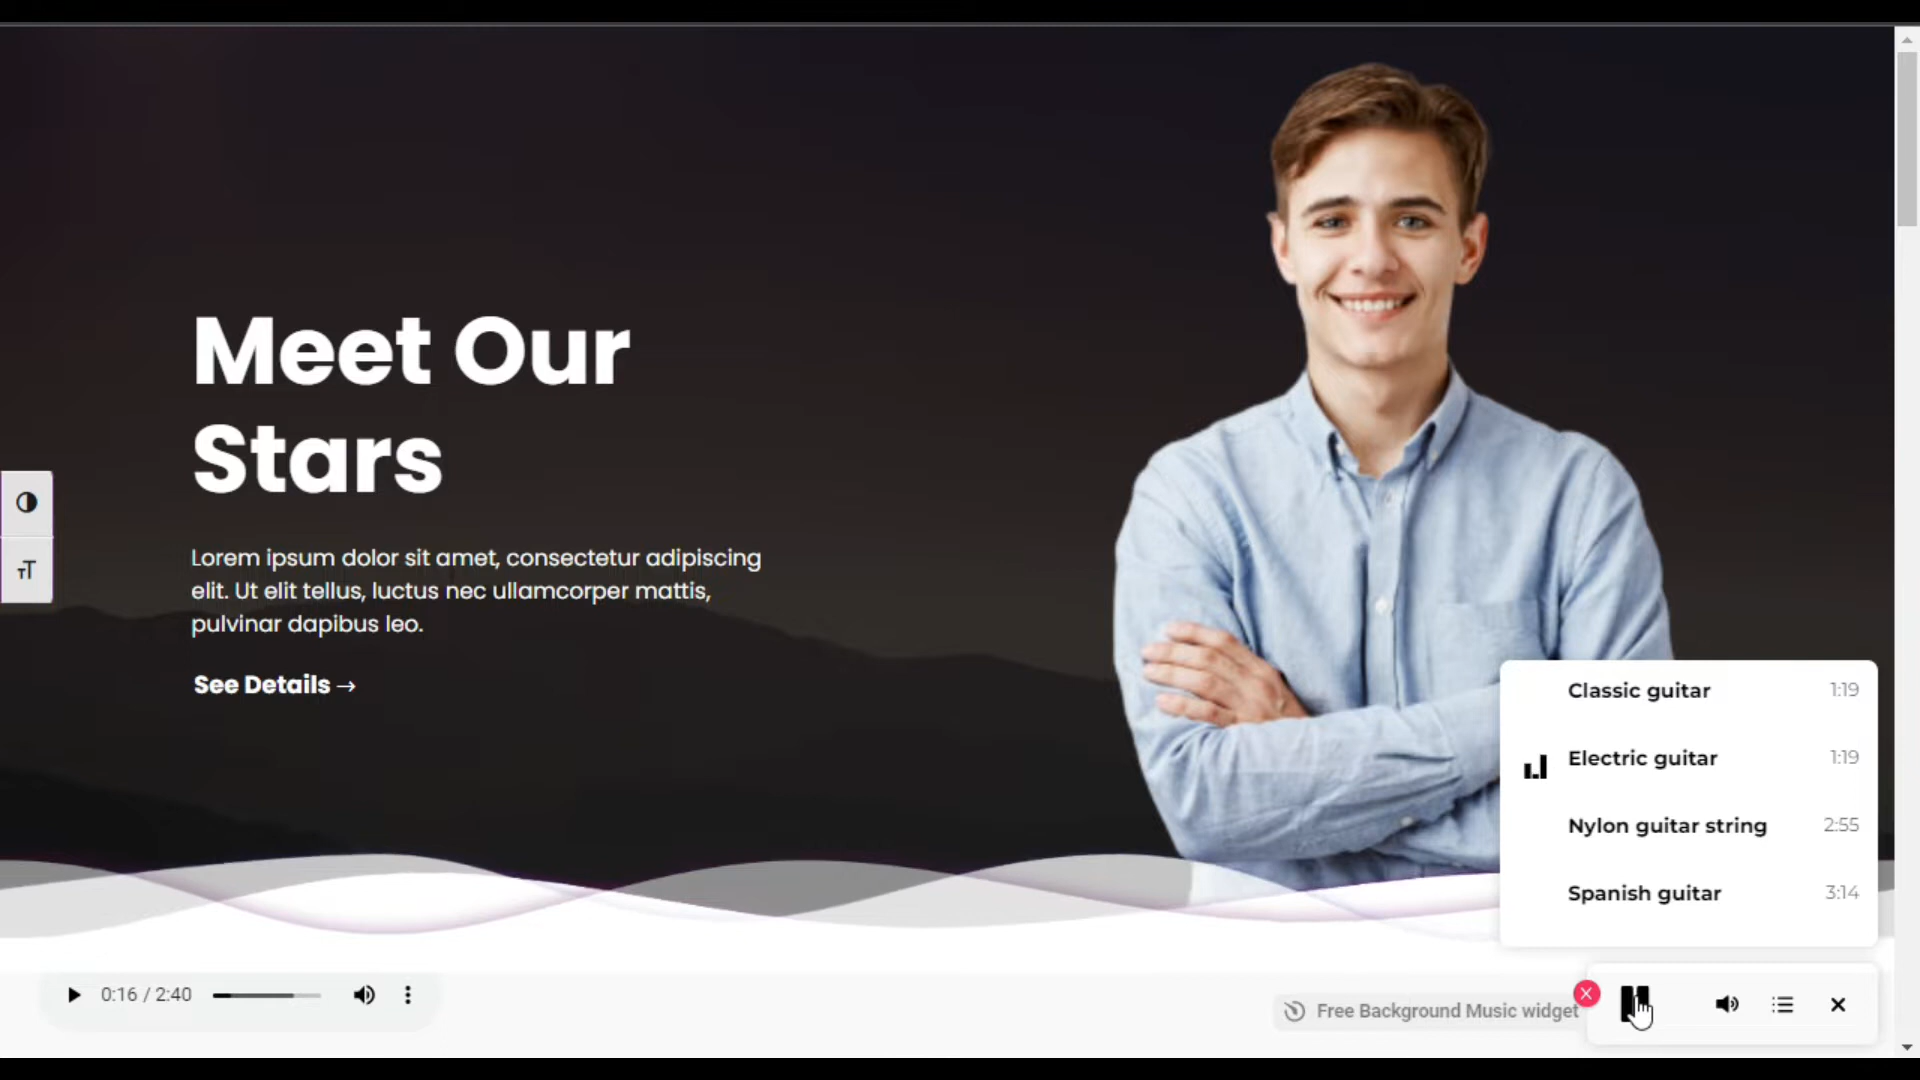 Meet Our
Stars
Lorem ipsum dolor sit amet, consectetur adipiscing
elit. Ut elit tellus, luctus nec ullamcorper mattis,
pulvinar dapibus leo.
See Details →
Classic guitar 1:19
Electric guitar 1:19
Nylon guitar string 2:55
Spanish guitar 3:14
0:16 / 2:40
Free Background Music widget